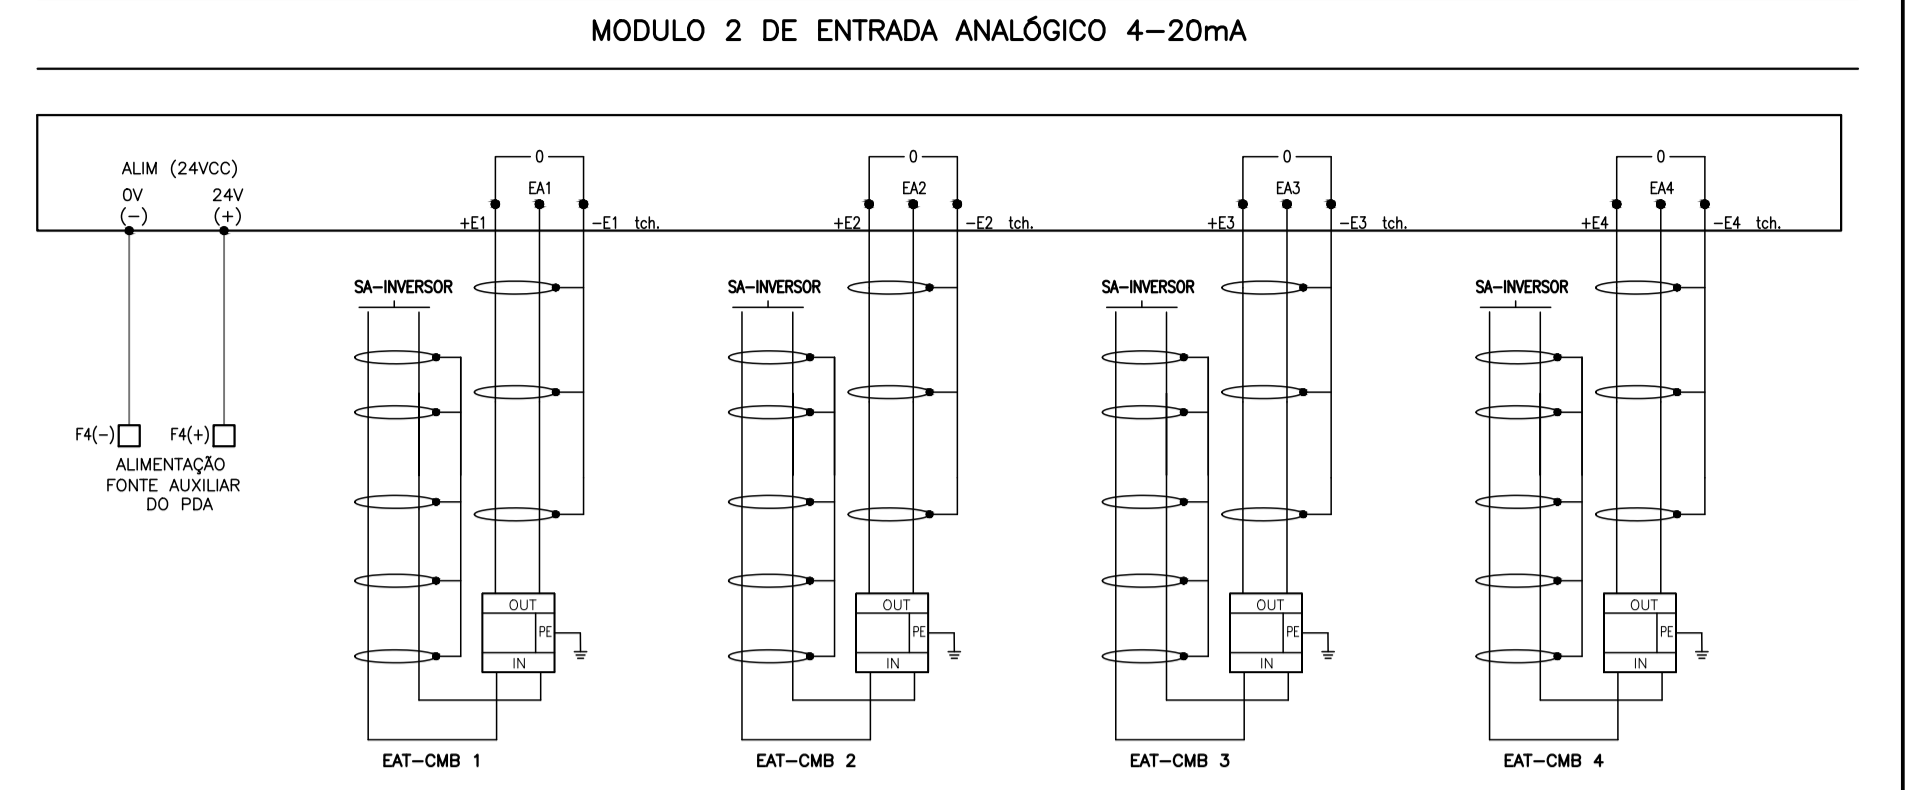 MODULO 2 DE ENTRADA ANALÓGICO 4-20mA
ALIM (24VCC)
0V 24V
(-) (+)
0 0 0 0
EA1 EA2 EA3 EA4
+E1 -E1 tch. +E2 -E2 tch. +E3 -E3 tch. +E4 -E4 tch.
SA-INVERSOR SA-INVERSOR SA-INVERSOR SA-INVERSOR
F4(-) F4(+)
ALIMENTAÇÃO
FONTE AUXILIAR
DO PDA
OUT OUT OUT OUT
PE PE PE PE
IN IN IN IN
EAT-CMB 1 EAT-CMB 2 EAT-CMB 3 EAT-CMB 4